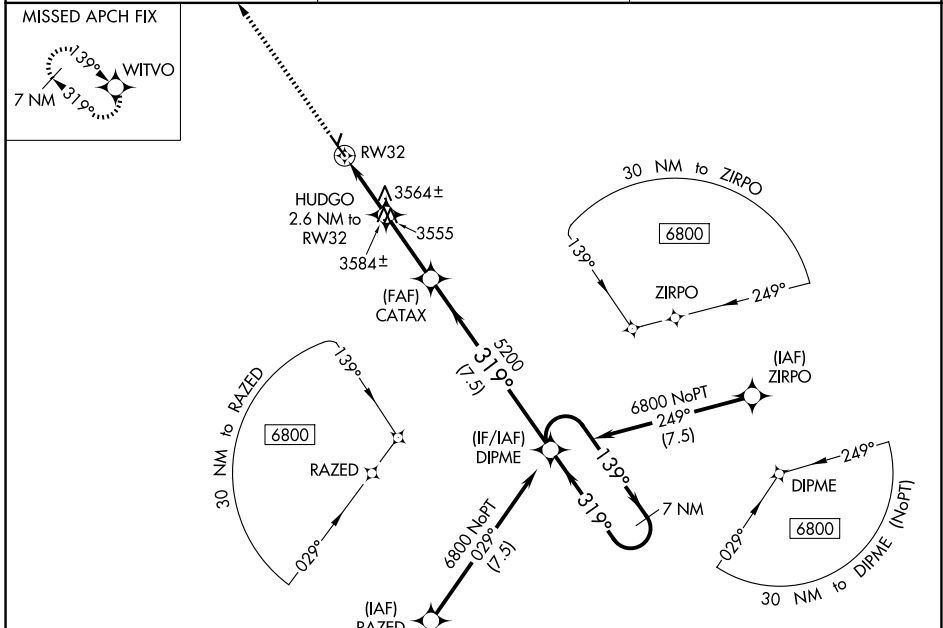 MISSED APCH FIX
139°
WITVO
7 NM
319°
RW32
3564±
HUDGO
2.6 NM to
RW32
3555
3584±
(FAF)
CATAX
30 NM to ZIRPO
6800
139°
ZIRPO
249°
5200
319°
(7.5)
(IAF)
ZIRPO
6800 NoPT
249°
(7.5)
30 NM to RAZED
139°
6800
RAZED
029°
(IF/IAF)
DIPME
139°
319°
7 NM
249°
DIPME
029°
6800
30 NM to DIPME (NoPT)
6800 NoPT
029°
(7.5)
(IAF)
RAZED